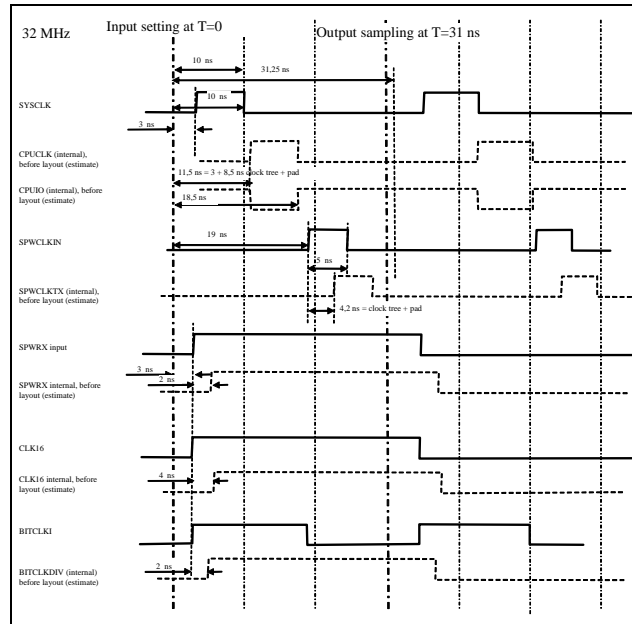 32 MHz
Input setting at T=0
Output sampling at T=31 ns
10 ns
31,25 ns
10 ns
SYSCLK
3 ns
CPUCLK (internal),
before layout (estimate)
11,5 ns = 3 + 8,5 ns clock tree + pad
CPUIO (internal), before
layout (estimate)
18,5 ns
SPWCLKIN
19 ns
5 ns
SPWCLKTX (internal),
before layout (estimate)
4,2 ns = clock tree + pad
SPWRX input
3 ns
2 ns
SPWRX internal, before
layout (estimate)
CLK16
4 ns
CLK16 internal, before
layout (estimate)
BITCLKI
2 ns
BITCLKDIV (internal)
before layout (estimate)